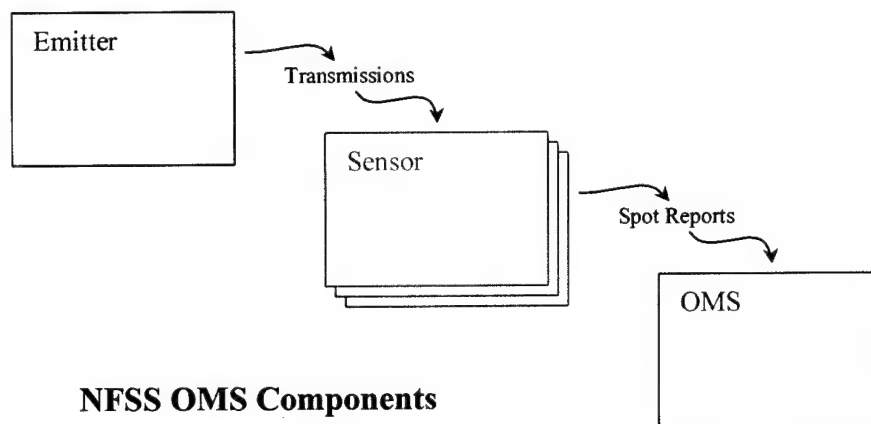 Emitter
Transmissions
Sensor
Spot Reports
OMS
NFSS OMS Components